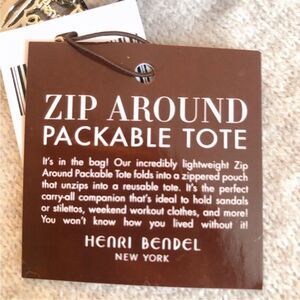 ZIP AROUND
PACKABLE TOTE
It's in the bag! Our incredibly lightweight Zip
Around Packable Tote folds into a zippered pouch
that unzips into a reusable tote. It's the perfect
carry-all companion that's ideal to hold sandals
or stilettos, weekend workout clothes, and more!
You won't know how you lived without it!
HENRI BENDEL
NEW YORK